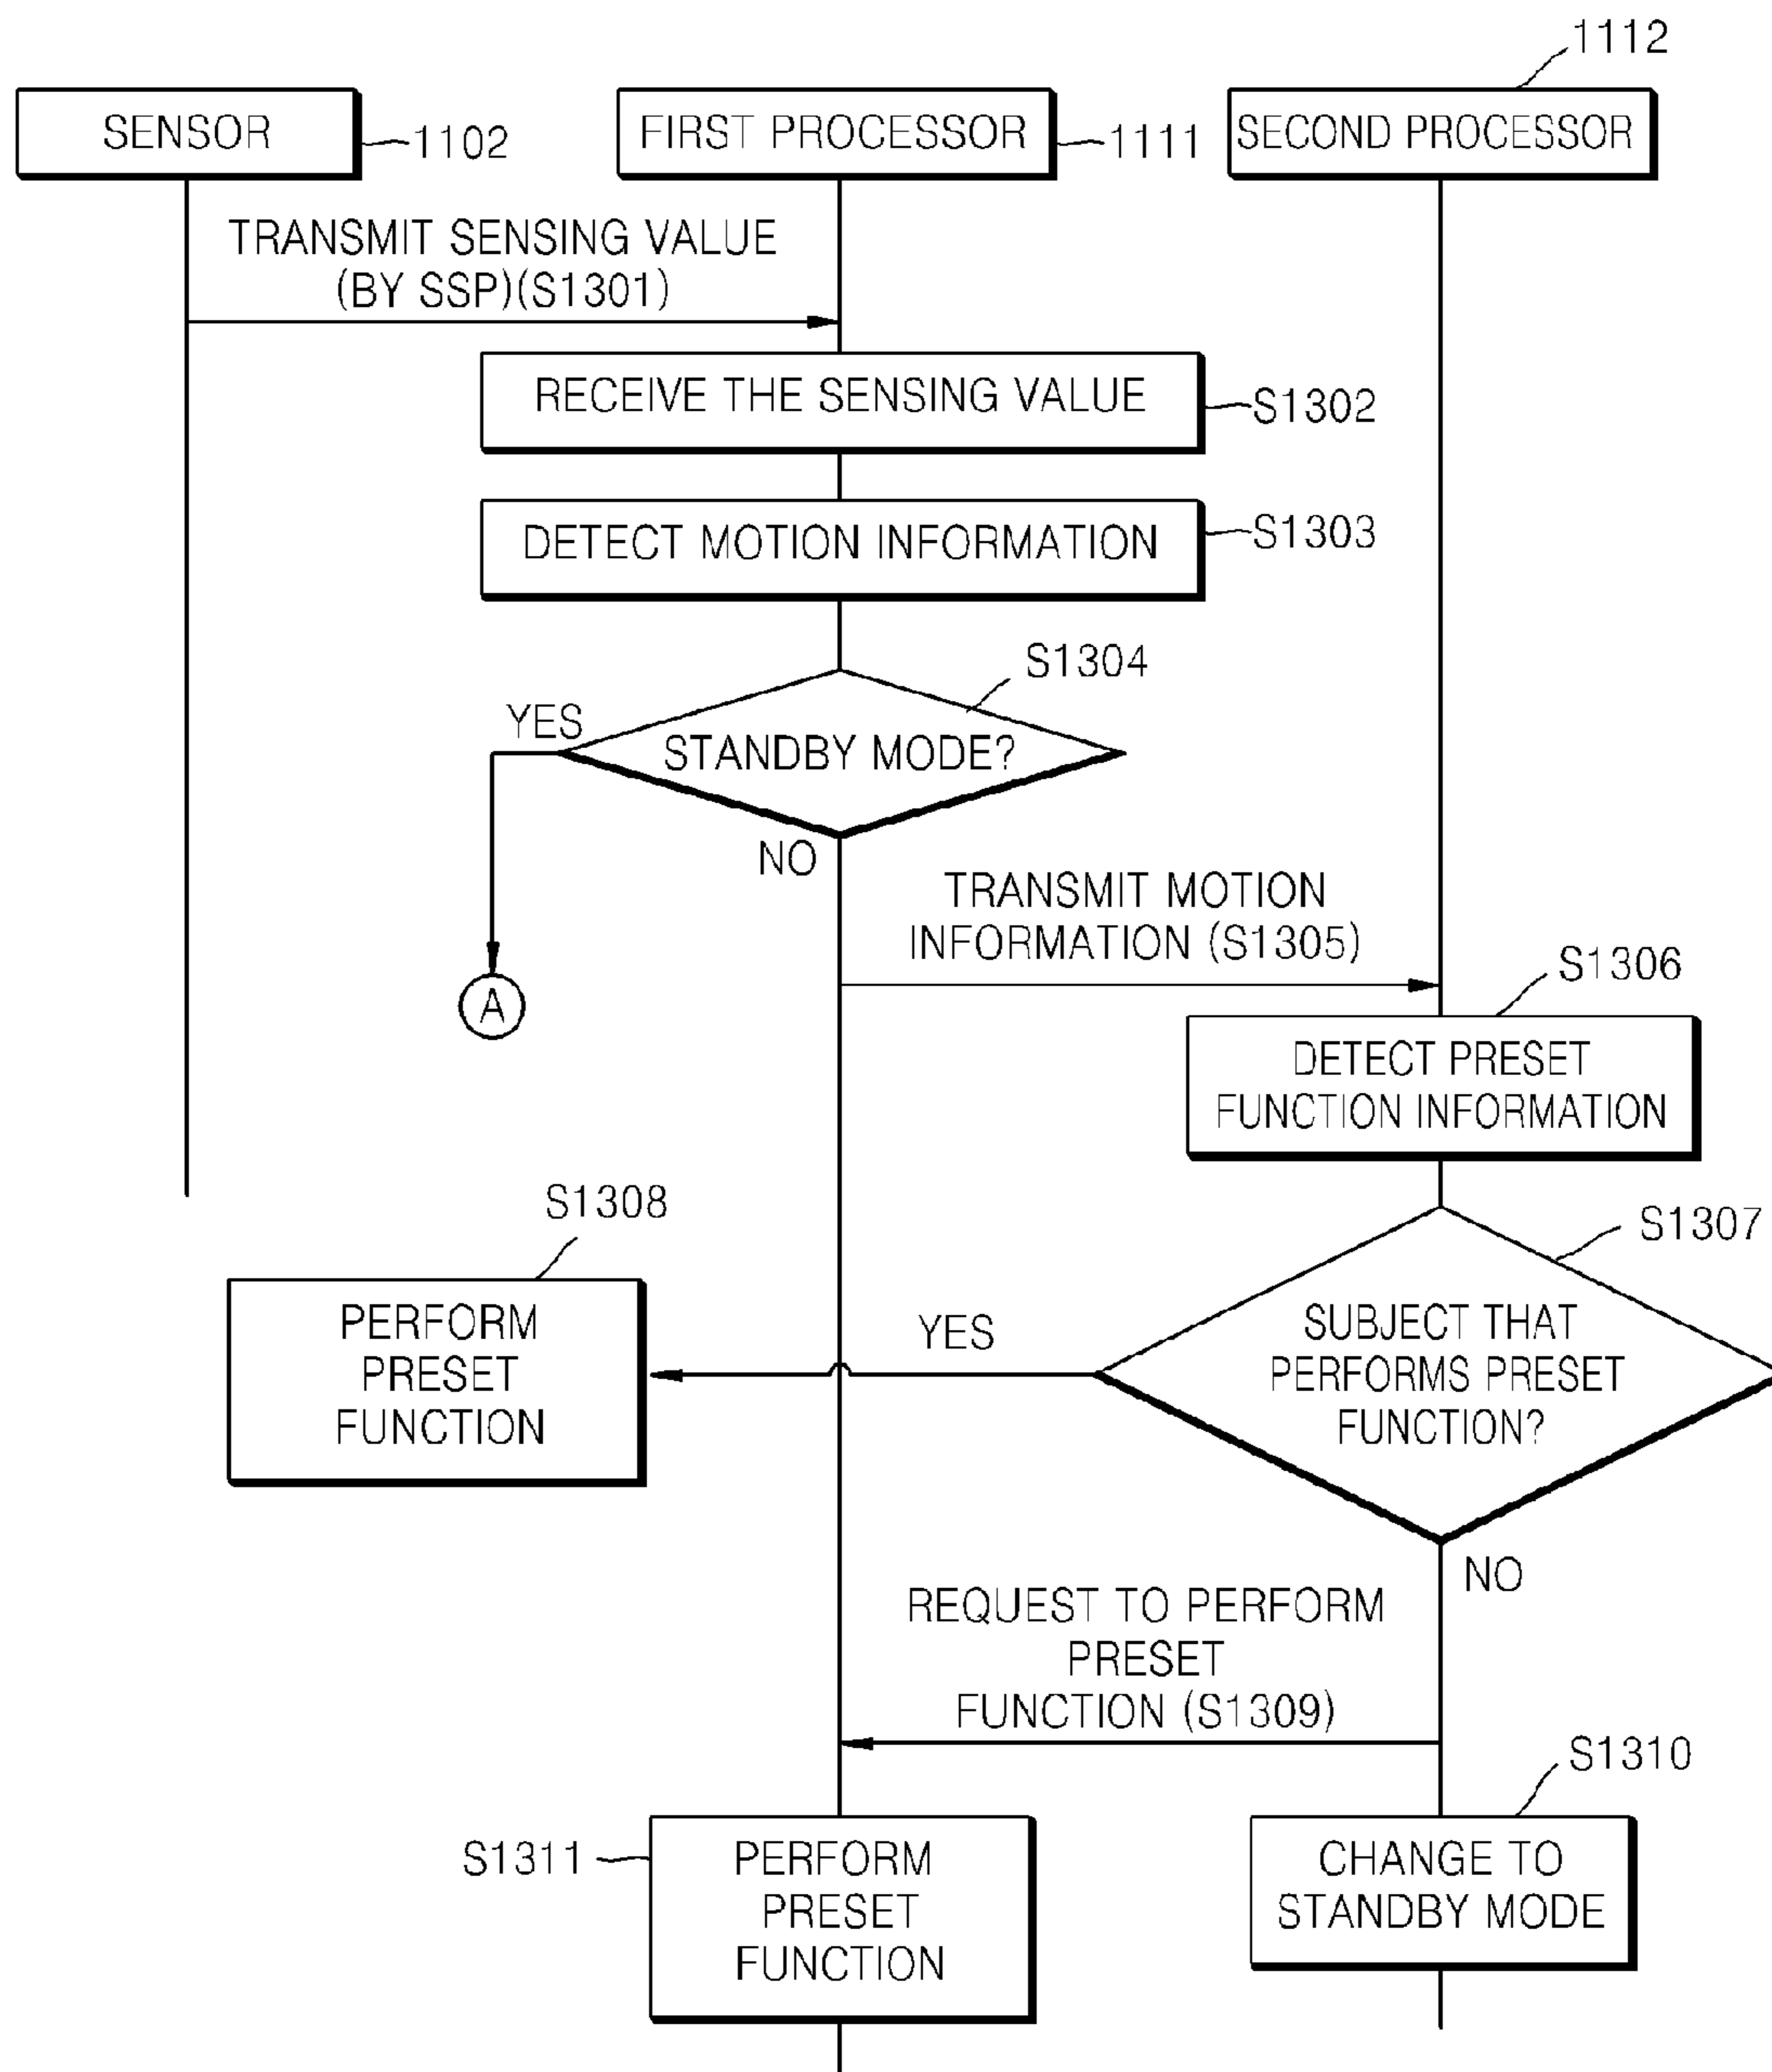 1112
SENSOR
1102
FIRST PROCESSOR
1111
SECOND PROCESSOR
TRANSMIT SENSING VALUE
(BY SSP)(S1301)
RECEIVE THE SENSING VALUE
S1302
DETECT MOTION INFORMATION
S1303
S1304
YES
STANDBY MODE?
NO
TRANSMIT MOTION
INFORMATION (S1305)
A
S1306
DETECT PRESET
FUNCTION INFORMATION
S1308
S1307
PERFORM
PRESET
FUNCTION
YES
SUBJECT THAT
PERFORMS PRESET
FUNCTION?
NO
REQUEST TO PERFORM
PRESET
FUNCTION (S1309)
S1310
S1311
PERFORM
PRESET
FUNCTION
CHANGE TO
STANDBY MODE